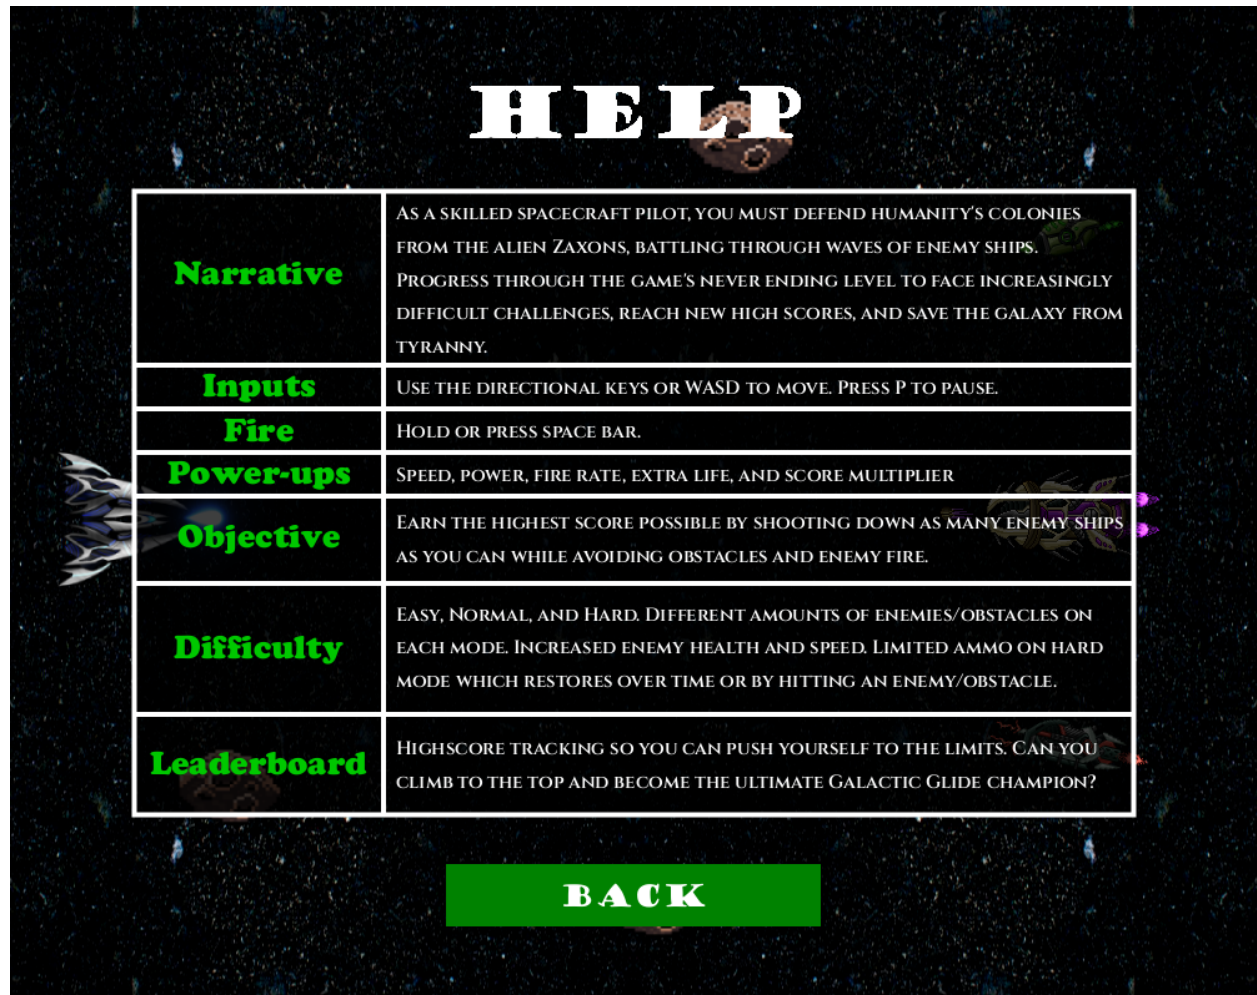 HELP
Narrative
As a skilled spacecraft pilot, you must defend humanity's colonies
from the alien Zaxons, battling through waves of enemy ships.
Progress through the game's never ending level to face increasingly
difficult challenges, reach new high scores, and save the galaxy from
tyranny.
Inputs
Use the directional keys or WASD to move. Press P to pause.
Fire
Hold or press space bar.
Power-ups
Speed, power, fire rate, extra life, and score multiplier
Objective
Earn the highest score possible by shooting down as many enemy ships
as you can while avoiding obstacles and enemy fire.
Difficulty
Easy, Normal, and Hard. Different amounts of enemies/obstacles on
each mode. Increased enemy health and speed. Limited ammo on hard
mode which restores over time or by hitting an enemy/obstacle.
Leaderboard
Highscore tracking so you can push yourself to the limits. Can you
climb to the top and become the ultimate Galactic Glide champion?
BACK